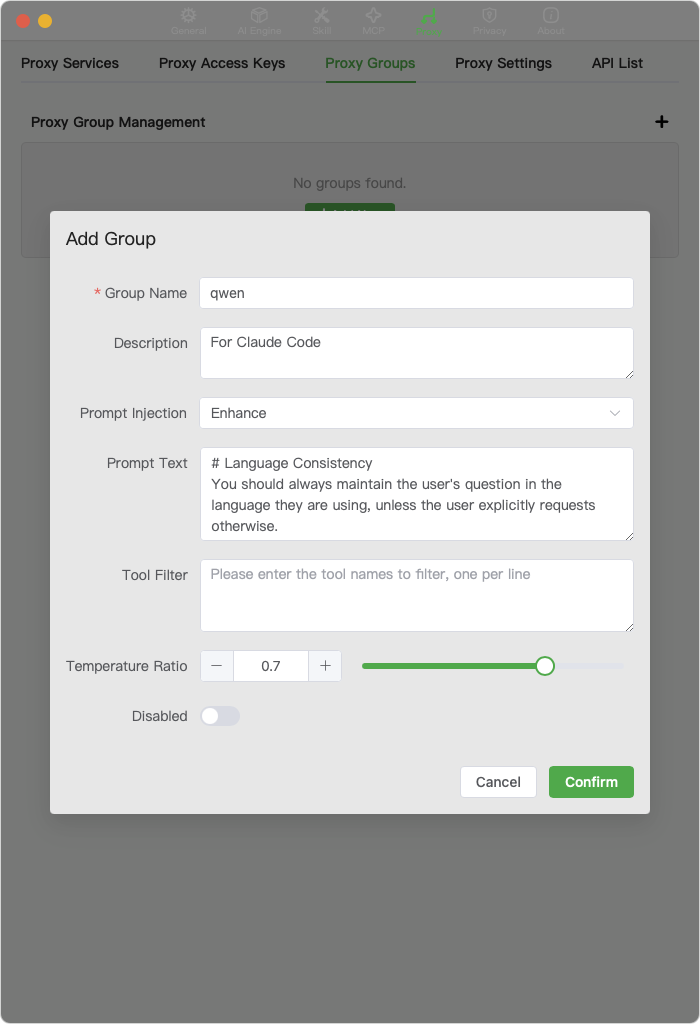 General AI Engine Skill MCP Proxy Privacy About
Proxy Services Proxy Access Keys Proxy Groups Proxy Settings API List
Proxy Group Management
No groups found.
Add Group
* Group Name qwen
Description For Claude Code
Prompt Injection Enhance
Prompt Text # Language Consistency
You should always maintain the user's question in the
language they are using, unless the user explicitly requests
otherwise.
Tool Filter Please enter the tool names to filter, one per line
Temperature Ratio 0.7
Disabled
Cancel Confirm